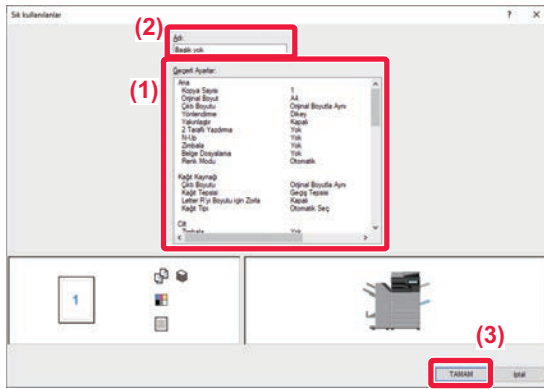 Sık kullanılanlar
? X
(2)
Adı:
Başlık yok
(1)
Geçerli Ayarlar:
Ana
Kopya Sayısı 1
Orijinal Boyut A4
Çıktı Boyutu Orijinal Boyutla Aynı
Yönlendirme Dikey
Yakınlaştır Kapalı
2 Taraflı Yazdırma Yok
N-Up Yok
Zımbala Yok
Belge Dosyalama Yok
Renk Modu Otomatik
Kağıt Kaynağı
Çıktı Boyutu Orijinal Boyutla Aynı
Kağıt Tepsisi Geçiş Tepsisi
Letter R'yi Boyutu için Zorla Kapalı
Kağıt Tipi Otomatik Seç
Cilt
Zımbala Yok
1
(3)
TAMAM İptal